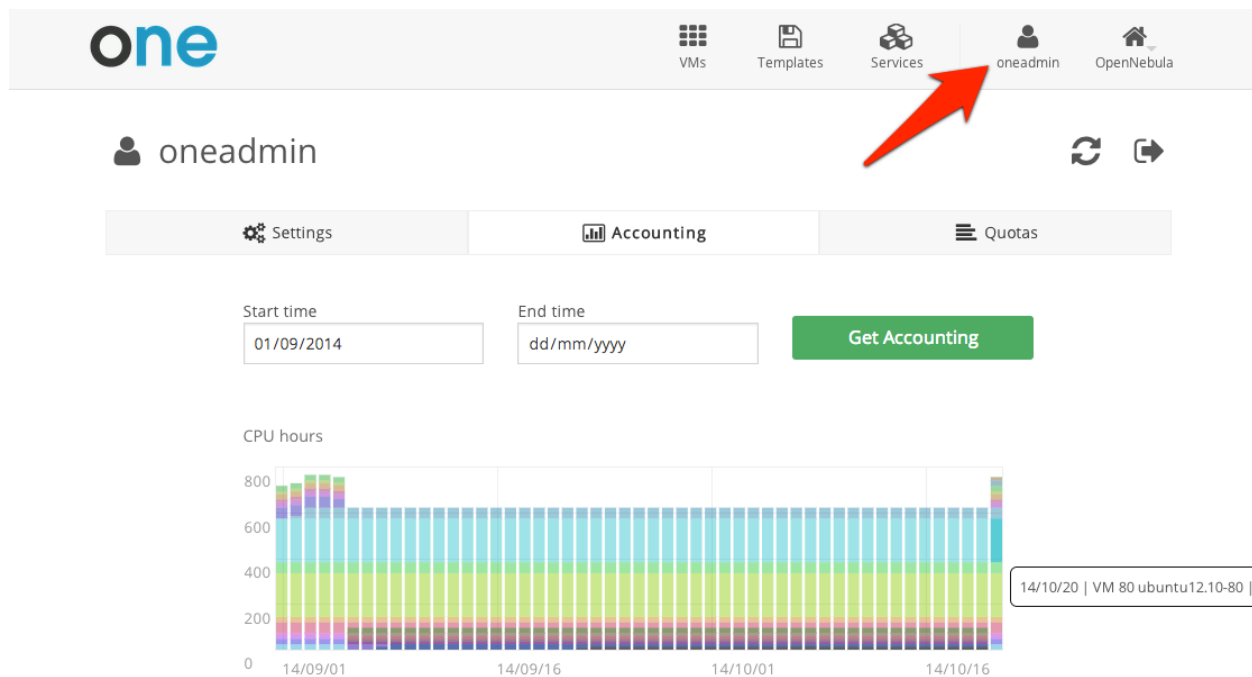 one
VMs Templates Services oneadmin OpenNebula
oneadmin
Settings Accounting Quotas
Start time End time
01/09/2014 dd/mm/yyyy Get Accounting
CPU hours
800
600
400
14/10/20 | VM 80 ubuntu12.10-80 |
200
0
14/09/01 14/09/16 14/10/01 14/10/16